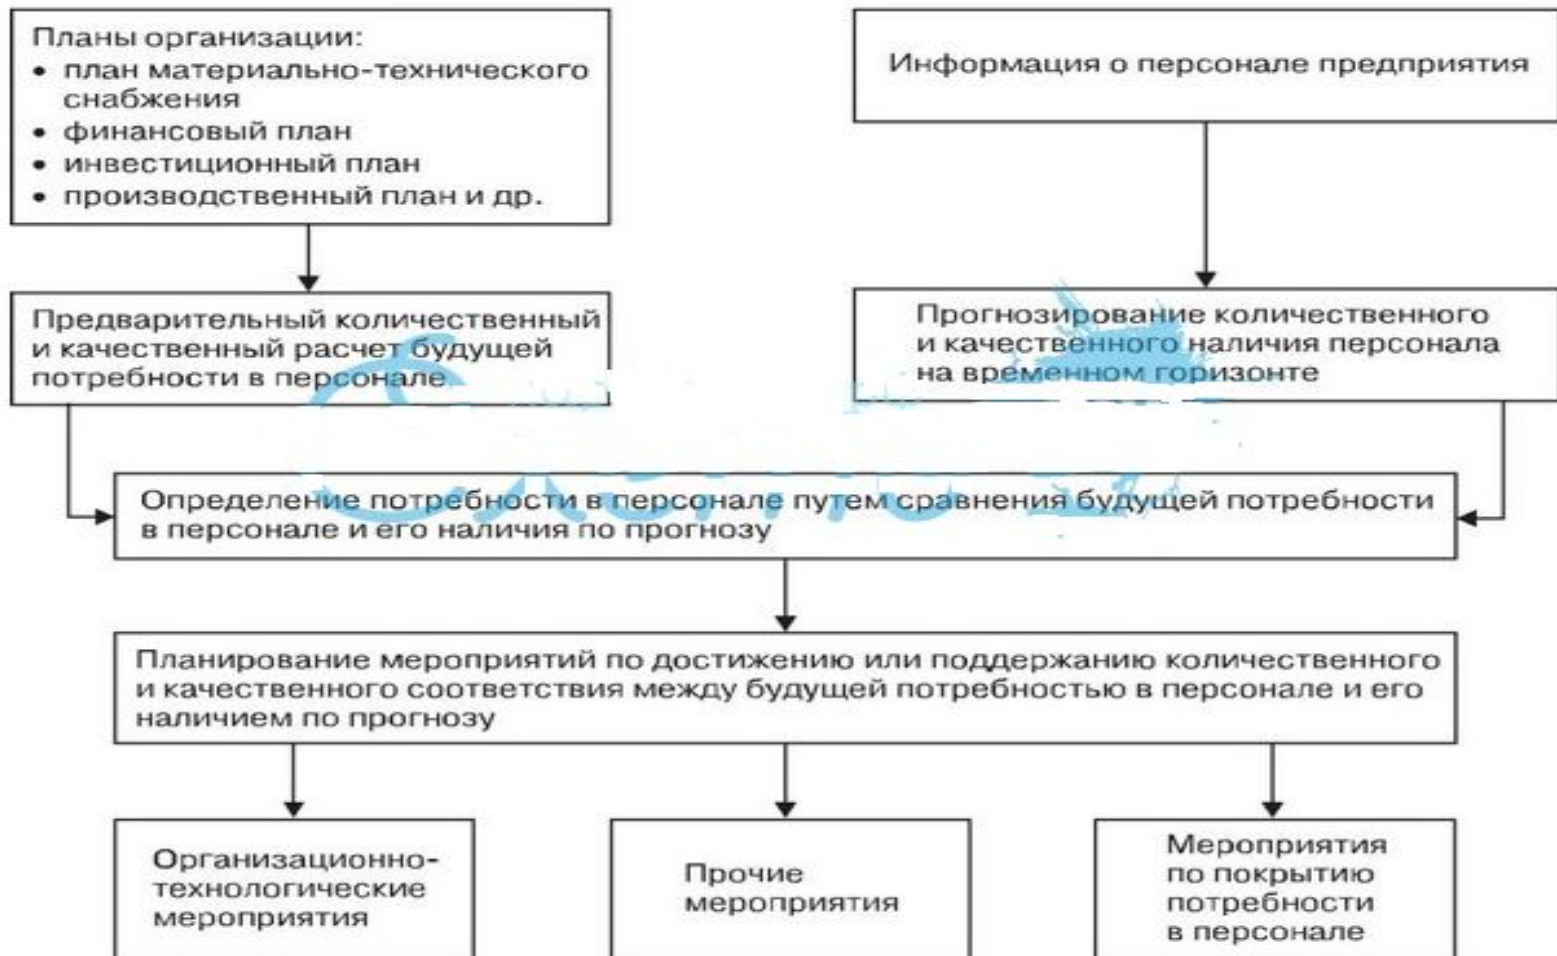 Планы организации:
• план материально-технического
снабжения
• финансовый план
• инвестиционный план
• производственный план и др.
Информация о персонале предприятия
Предварительный количественный
и качественный расчет будущей
потребности в персонале
Прогнозирование количественного
и качественного наличия персонала
на временном горизонте
Определение потребности в персонале путем сравнения будущей потребности
в персонале и его наличия по прогнозу
Планирование мероприятий по достижению или поддержанию количественного
и качественного соответствия между будущей потребностью в персонале и его
наличием по прогнозу
Организационно-
технологические
мероприятия
Прочие
мероприятия
Мероприятия
по покрытию
потребности
в персонале